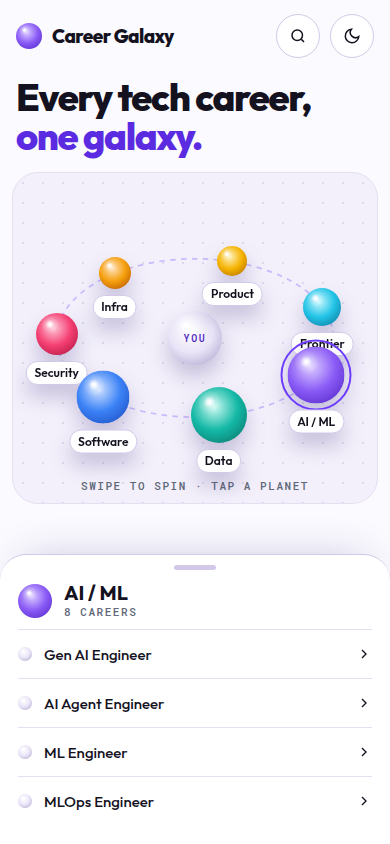 Career Galaxy
Every tech career,
one galaxy.
Product
Infra
YOU
Frontier
Security
AI / ML
Software
Data
SWIPE TO SPIN · TAP A PLANET
AI / ML
8 CAREERS
Gen AI Engineer
AI Agent Engineer
ML Engineer
MLOps Engineer